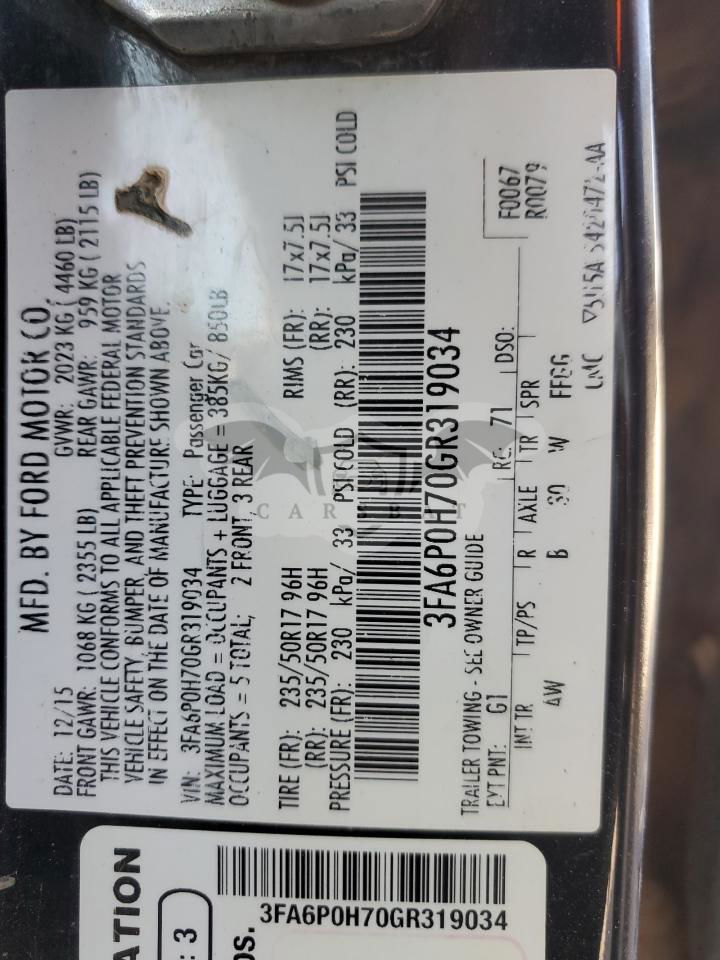 MFD. BY FORD MOTOR CO.
DATE: 12/15 GVWR: 2023 KG ( 4460 LB)
FRONT GAWR: 1068 KG ( 2355 LB) REAR GAWR: 959 KG ( 2115 LB)
THIS VEHICLE CONFORMS TO ALL APPLICABLE FEDERAL MOTOR
VEHICLE SAFETY, BUMPER, AND THEFT PREVENTION STANDARDS
IN EFFECT ON THE DATE OF MANUFACTURE SHOWN ABOVE.
VIN: 3FA6P0H70GR319034 TYPE: Passenger Car
MAXIMUM LOAD = OCCUPANTS + LUGGAGE = 385KG/ 850LB
OCCUPANTS = 5 TOTAL; 2 FRONT, 3 REAR
TIRE (FR): 235/50R17 96H RIMS (FR): 17x7.5J
(RR): 235/50R17 96H (RR): 17x7.5J
PRESSURE (FR): 230 kPa/ 33 PSI COLD (RR): 230 kPa/ 33 PSI COLD
3FA6P0H70GR319034
TRAILER TOWING - SEE OWNER GUIDE
EXT PNT: G1 RC: 71 DSO: F0067
R0079
INT TR TP/PS R AXLE TR SPR
4W B W
3FA6P0H70GR319034
ATION
: 3
OS.
CARSBAT